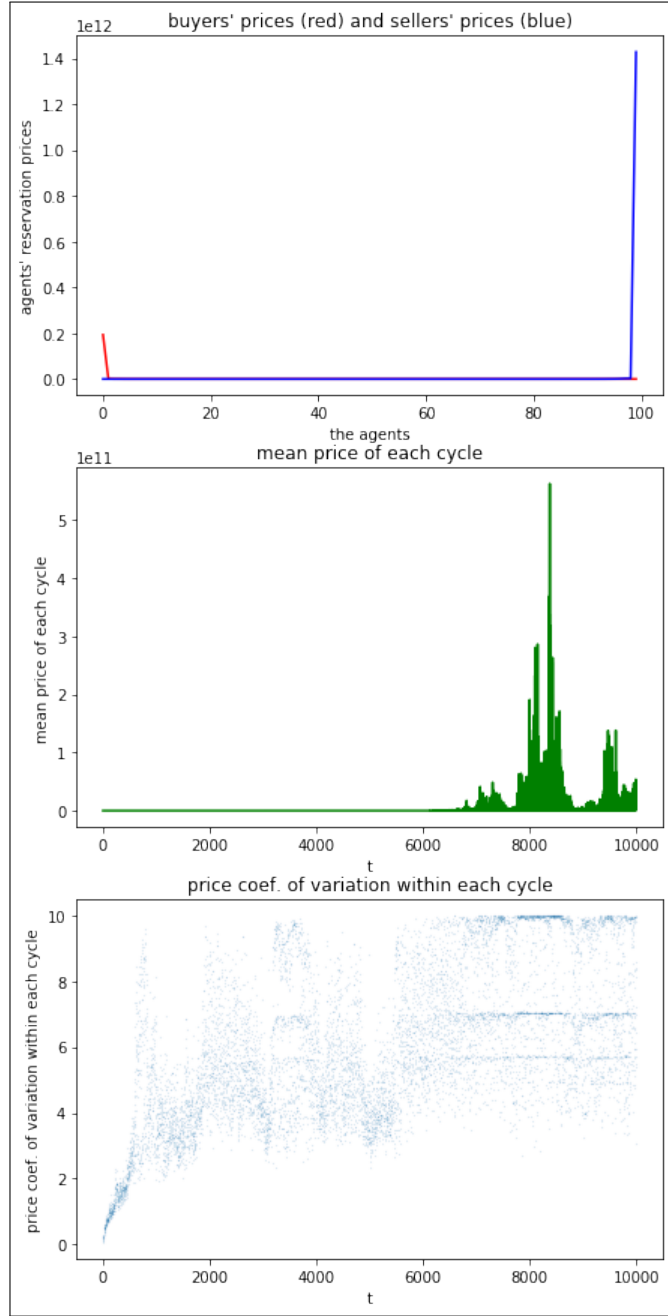 buyers' prices (red) and sellers' prices (blue)
1e12
agents' reservation prices
1.4
1.2
1.0
0.8
0.6
0.4
0.2
0.0
0 20 40 60 80 100
the agents
mean price of each cycle
1e11
mean price of each cycle
5
4
3
2
1
0
0 2000 4000 6000 8000 10000
t
price coef. of variation within each cycle
price coef. of variation within each cycle
10
8
6
4
2
0
0 2000 4000 6000 8000 10000
t